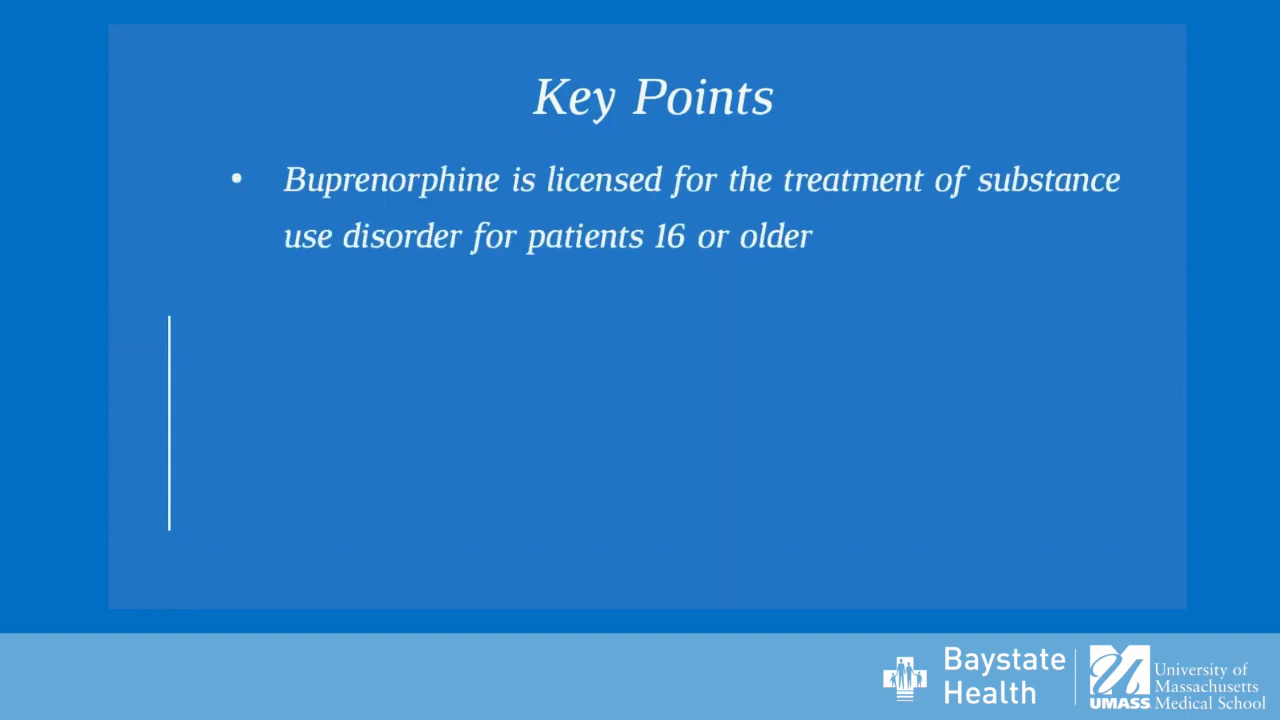 Key Points
• Buprenorphine is licensed for the treatment of substance
use disorder for patients 16 or older
Baystate
Health
UMASS
University of
Massachusetts
Medical School